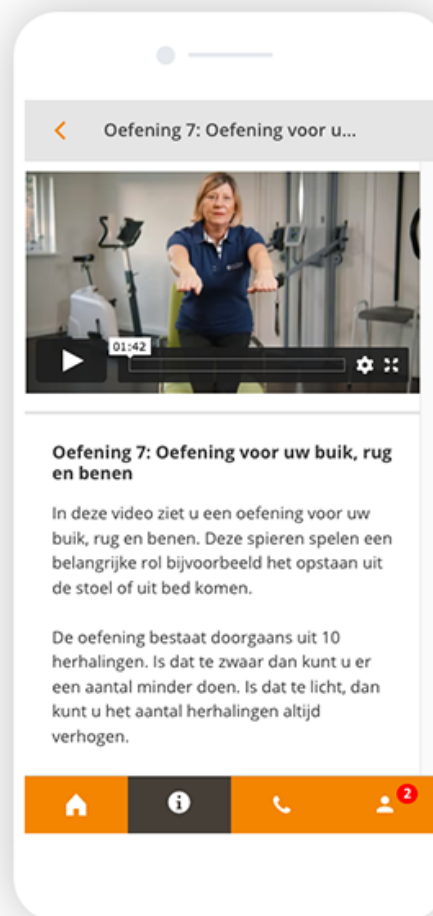 Oefening 7: Oefening voor u...
01:42
Oefening 7: Oefening voor uw buik, rug
en benen
In deze video ziet u een oefening voor uw
buik, rug en benen. Deze spieren spelen een
belangrijke rol bijvoorbeeld het opstaan uit
de stoel of uit bed komen.
De oefening bestaat doorgaans uit 10
herhalingen. Is dat te zwaar dan kunt u er
een aantal minder doen. Is dat te licht, dan
kunt u het aantal herhalingen altijd
verhogen.
2